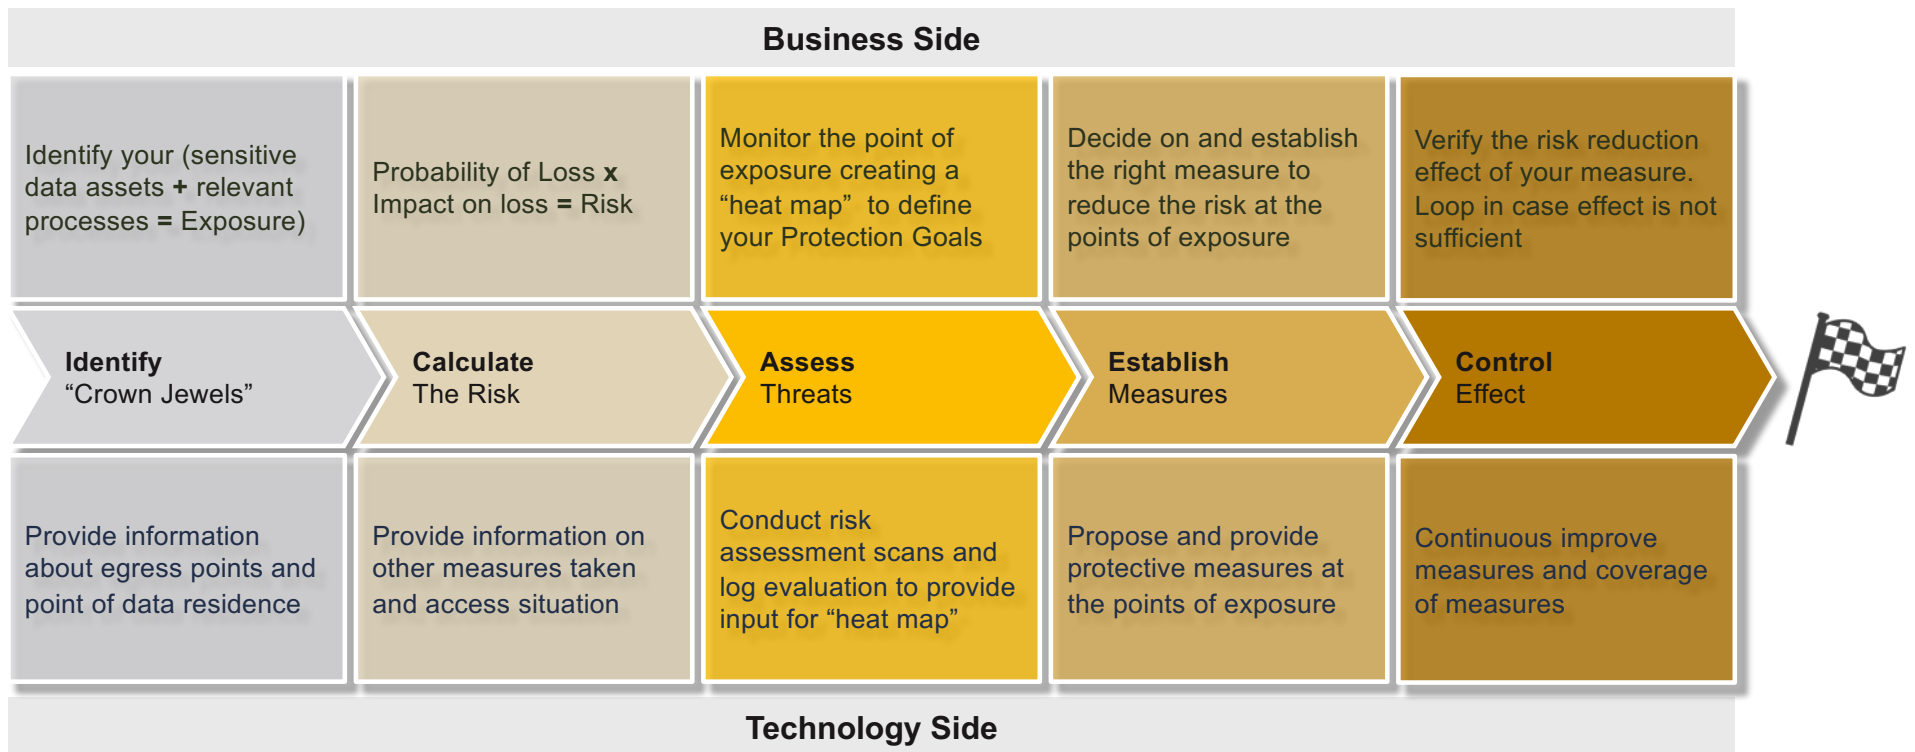 Business Side
Identify your (sensitive
data assets + relevant
processes = Exposure)
Probability of Loss x
Impact on loss = Risk
Monitor the point of
exposure creating a
“heat map”  to define
your Protection Goals
Decide on and establish
the right measure to
reduce the risk at the
points of exposure
Verify the risk reduction
effect of your measure.
Loop in case effect is not
sufficient
Identify
“Crown Jewels”
Calculate
The Risk
Assess
Threats
Establish
Measures
Control
Effect
Provide information
about egress points and
point of data residence
Provide information on
other measures taken
and access situation
Conduct risk
assessment scans and
log evaluation to provide
input for “heat map”
Propose and provide
protective measures at
the points of exposure
Continuous improve
measures and coverage
of measures
Technology Side